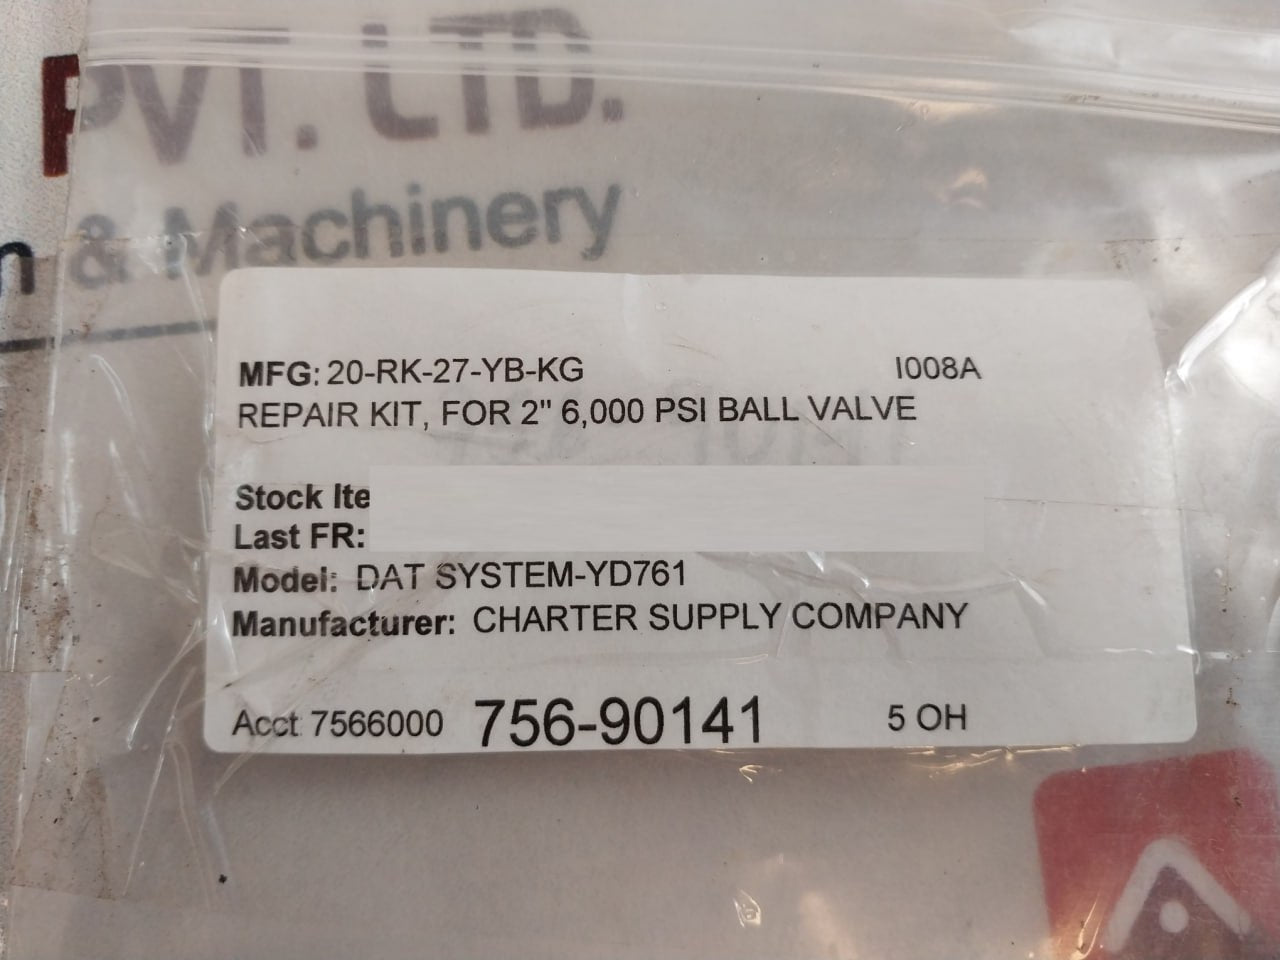 PVT. LTD.
n & Machinery
MFG: 20-RK-27-YB-KG I008A
REPAIR KIT, FOR 2" 6,000 PSI BALL VALVE
Stock Ite
Last FR:
Model: DAT SYSTEM-YD761
Manufacturer: CHARTER SUPPLY COMPANY
Acct 7566000 756-90141 5 OH